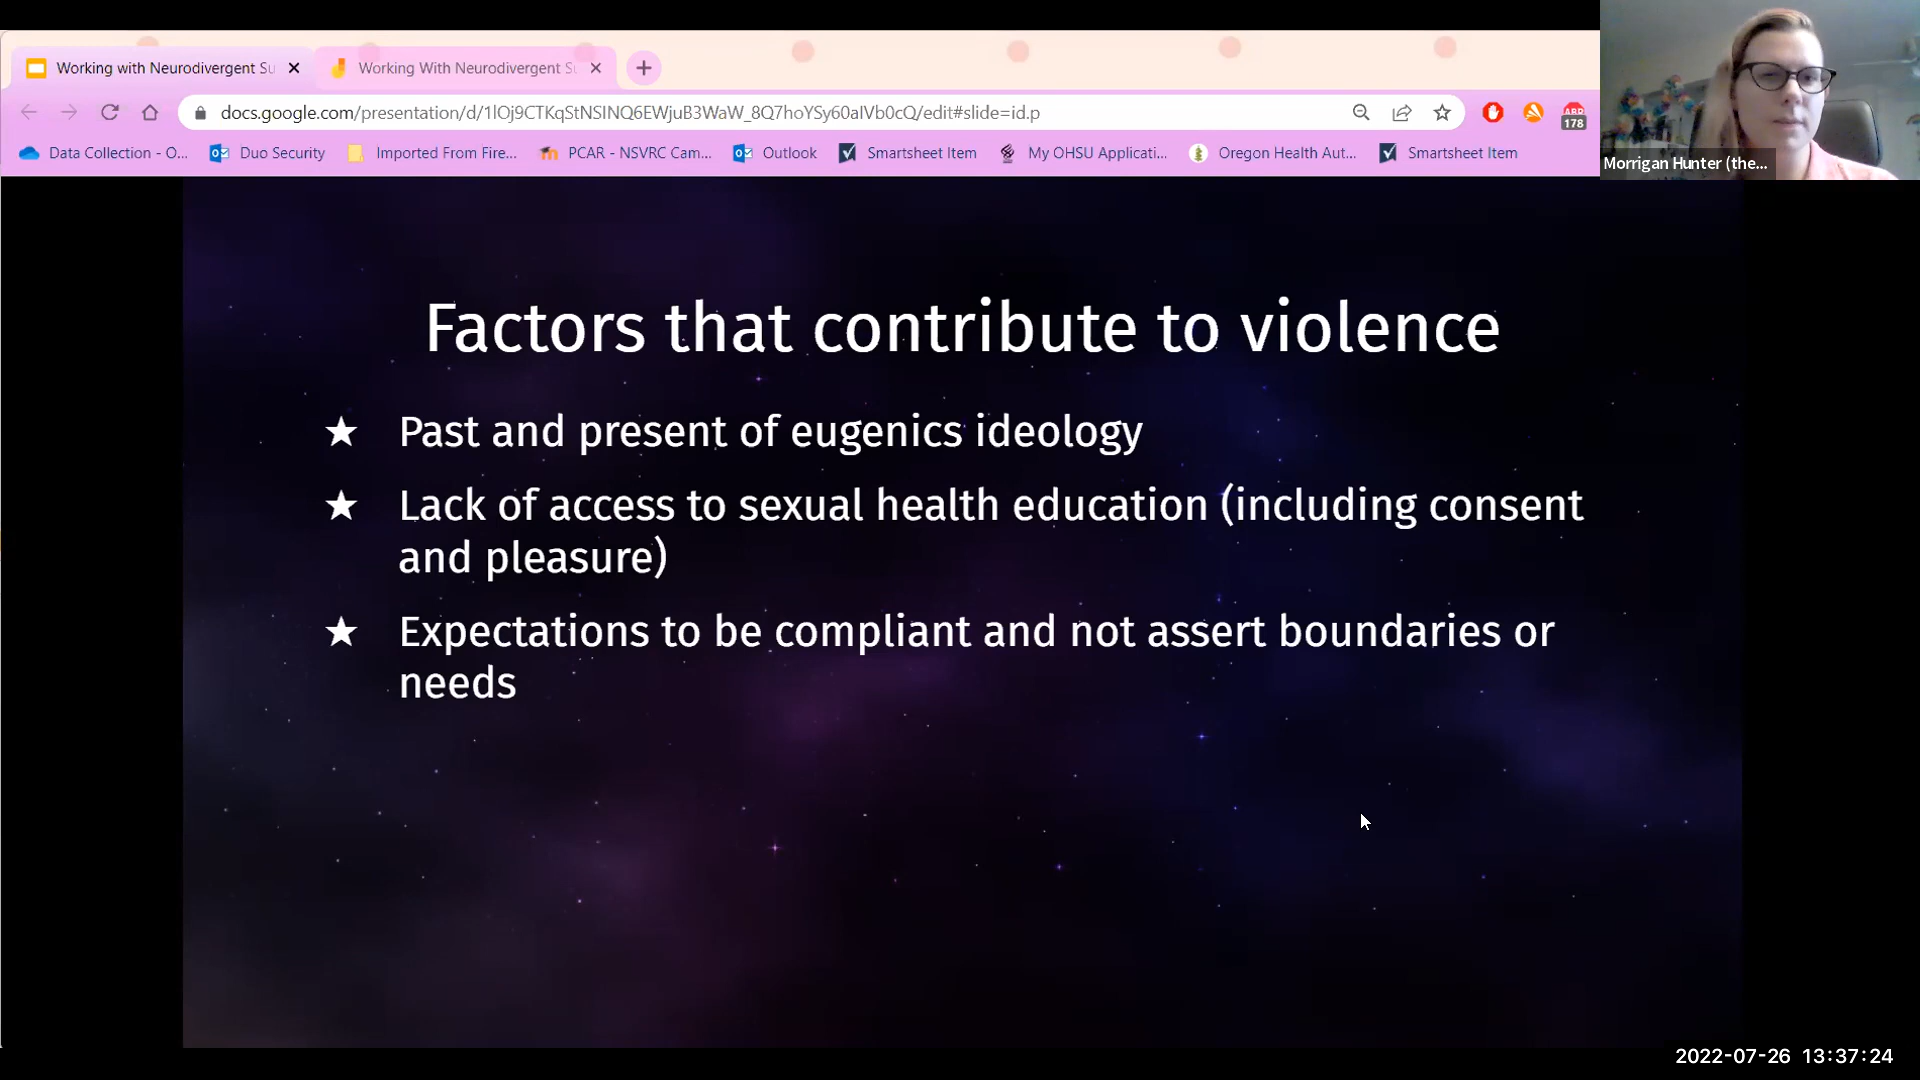 Working with Neurodivergent Su
Working With Neurodivergent S
docs.google.com/presentation/d/1lOj9CTKqStNSINQ6EWjuB3WaW_8Q7hoYSy60aIVb0cQ/edit#slide=id.p
ABP
178
Data Collection - O...
Duo Security
Imported From Fire...
PCAR - NSVRC Cam...
Outlook
Smartsheet Item
My OHSU Applicati...
Oregon Health Aut...
Smartsheet Item
Morrigan Hunter (the...
Factors that contribute to violence
★ Past and present of eugenics ideology
★ Lack of access to sexual health education (including consent
and pleasure)
★ Expectations to be compliant and not assert boundaries or
needs
2022-07-26 13:37:24